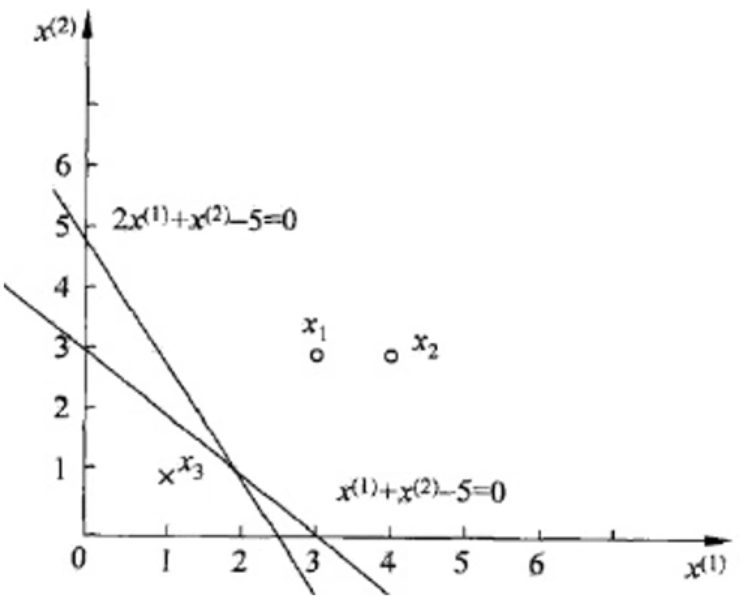 x(2)
6
2x(1)+x(2)–5=0
5
4
3
x1
x2
2
1
x3
x(1)+x(2)–5=0
0 1 2 3 4 5 6
x(1)